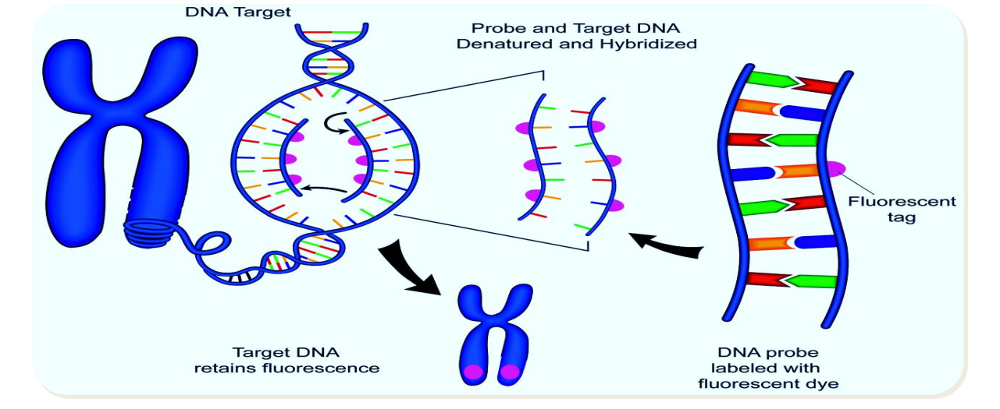 DNA Target
Probe and Target DNA
Denatured and Hybridized
Fluorescent
tag
Target DNA
retains fluorescence
DNA probe
labeled with
fluorescent dye